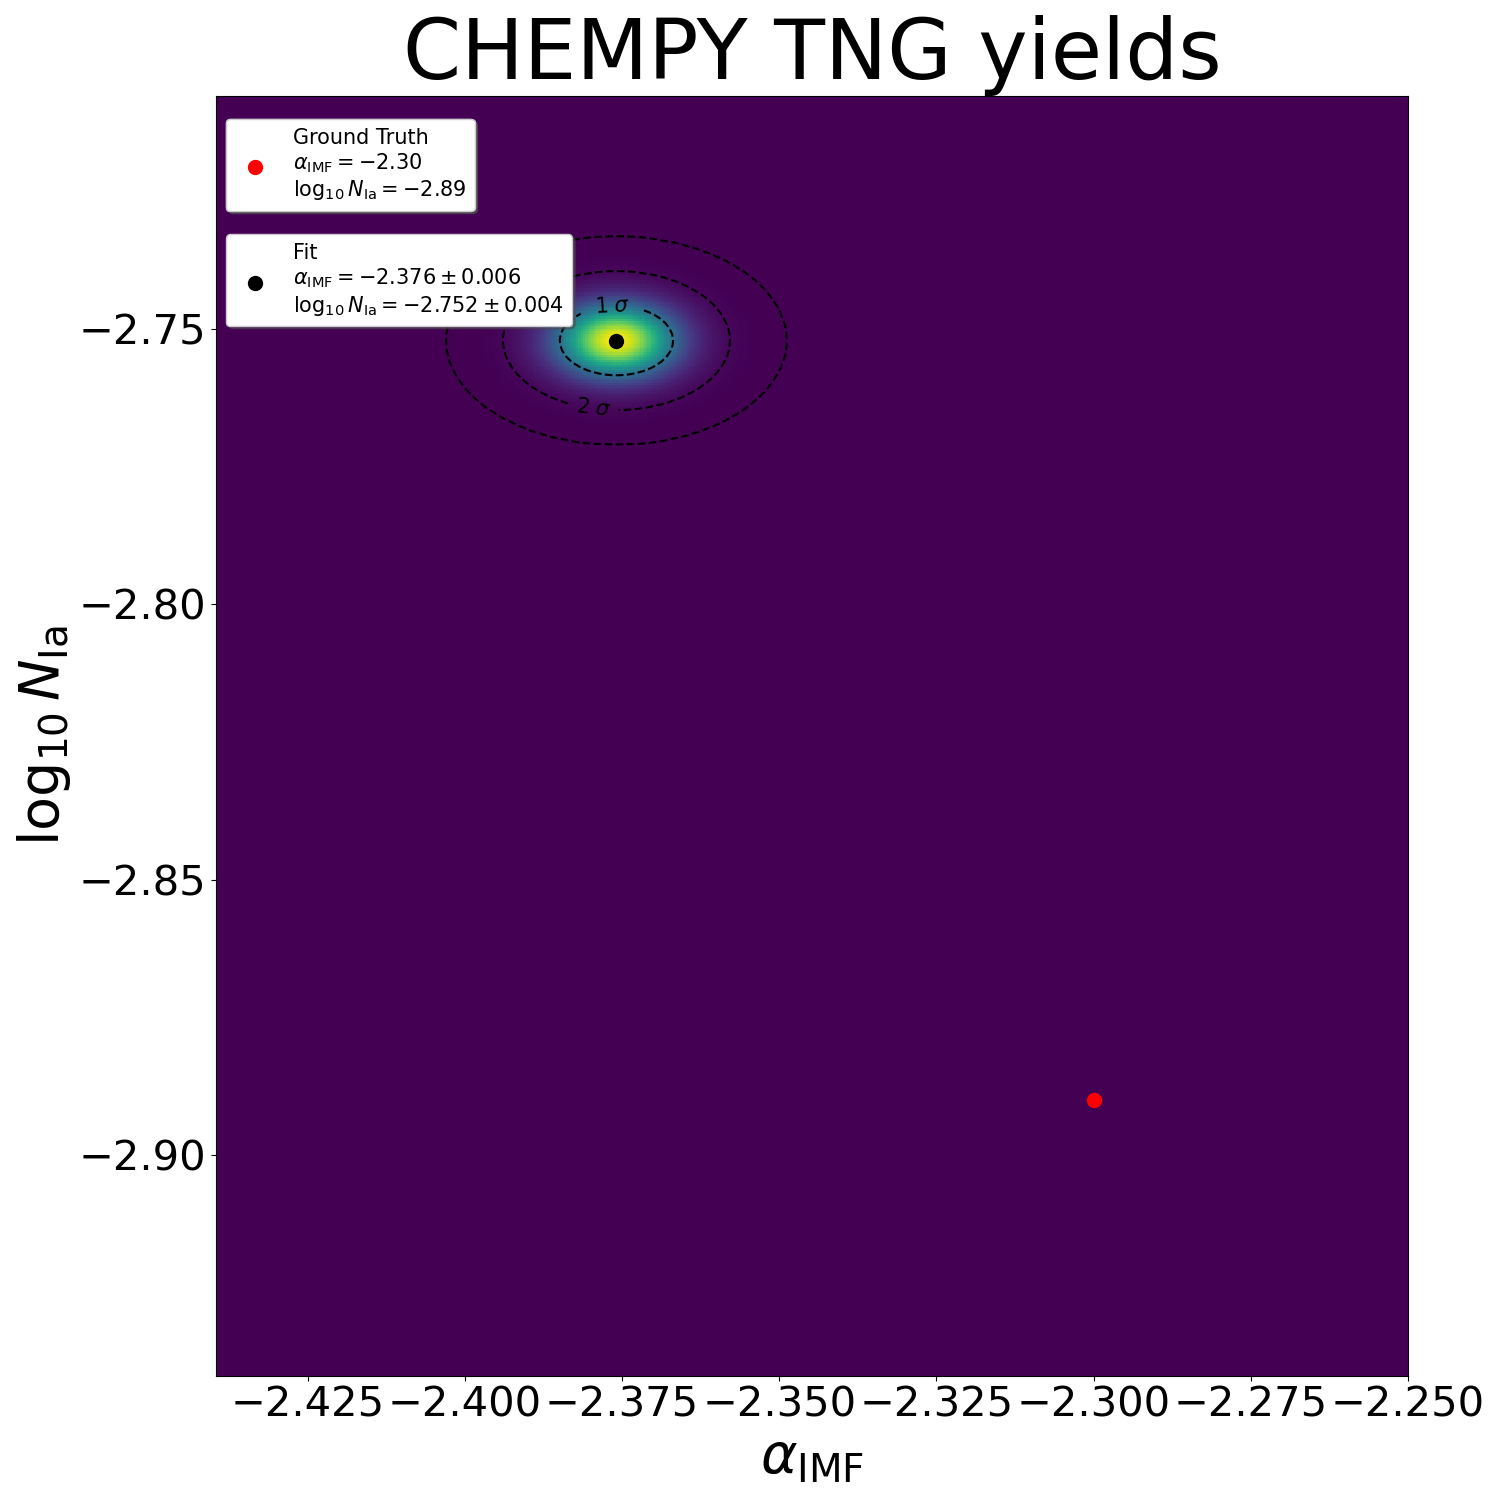 CHEMPY TNG yields
Ground Truth
α_IMF = −2.30
log₁₀ N_Ia = −2.89
Fit
α_IMF = −2.376 ± 0.006
log₁₀ N_Ia = −2.752 ± 0.004
1 σ
2 σ
−2.75
−2.80
−2.85
−2.90
log₁₀ N_Ia
−2.425 −2.400 −2.375 −2.350 −2.325 −2.300 −2.275 −2.250
α_IMF